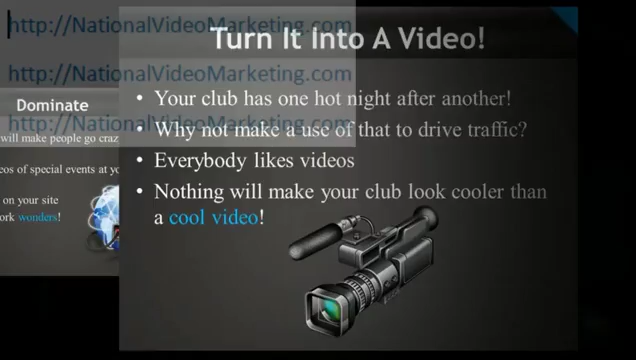 http://NationalVideoMarketing.com
Turn It Into A Video!
http://NationalVideoMarketing.com
http://NationalVideoMarketing.com
Dominate
will make people go craz
os of special events at yo
on your site
ork wonders!
• Your club has one hot night after another!
• Why not make a use of that to drive traffic?
• Everybody likes videos
• Nothing will make your club look cooler than
a cool video!